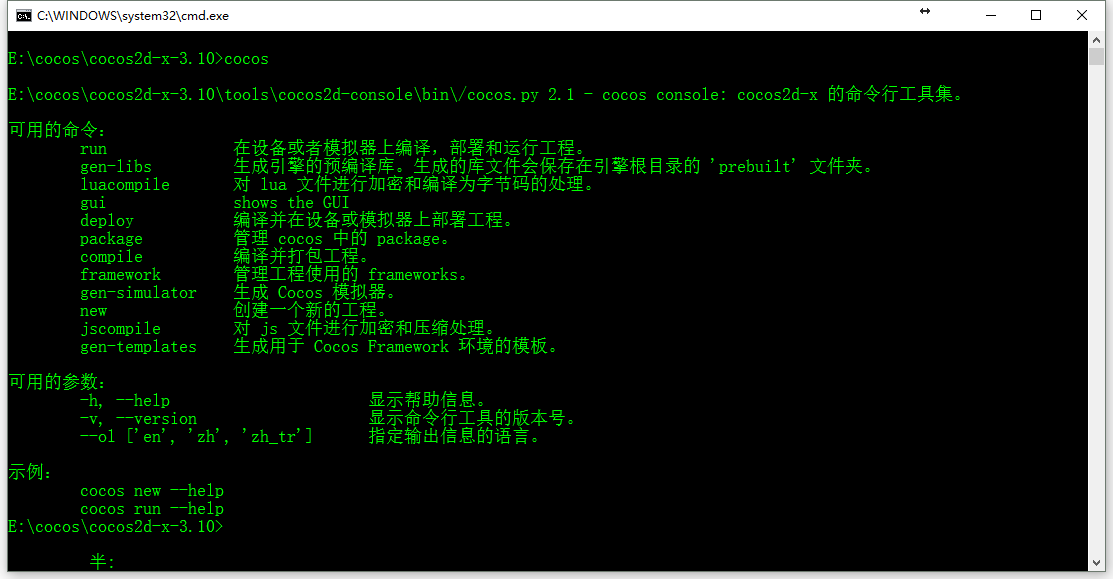 C:\WINDOWS\system32\cmd.exe
E:\cocos\cocos2d-x-3.10>cocos
E:\cocos\cocos2d-x-3.10\tools\cocos2d-console\bin\/cocos.py 2.1 - cocos console: cocos2d-x 的命令行工具集。
可用的命令：
run 在设备或者模拟器上编译，部署和运行工程。
gen-libs 生成引擎的预编译库。生成的库文件会保存在引擎根目录的 'prebuilt' 文件夹。
luacompile 对 lua 文件进行加密和编译为字节码的处理。
gui shows the GUI
deploy 编译并在设备或模拟器上部署工程。
package 管理 cocos 中的 package。
compile 编译并打包工程。
framework 管理工程使用的 frameworks。
gen-simulator 生成 Cocos 模拟器。
new 创建一个新的工程。
jscompile 对 js 文件进行加密和压缩处理。
gen-templates 生成用于 Cocos Framework 环境的模板。
可用的参数：
-h, --help 显示帮助信息。
-v, --version 显示命令行工具的版本号。
--ol ['en', 'zh', 'zh_tr'] 指定输出信息的语言。
示例：
cocos new --help
cocos run --help
E:\cocos\cocos2d-x-3.10>
半: